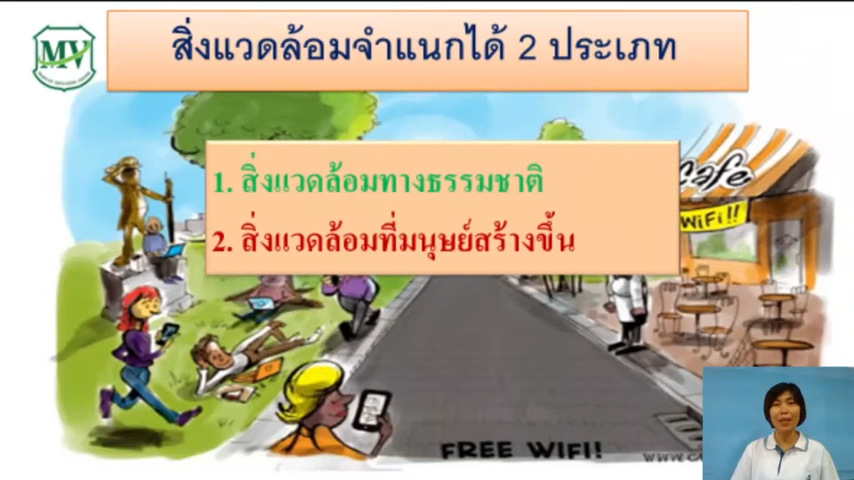 MV
สิ่งแวดล้อมจำแนกได้ 2 ประเภท
1. สิ่งแวดล้อมทางธรรมชาติ
2. สิ่งแวดล้อมที่มนุษย์สร้างขึ้น
Cafe
WiFi!!
FREE WIFI!